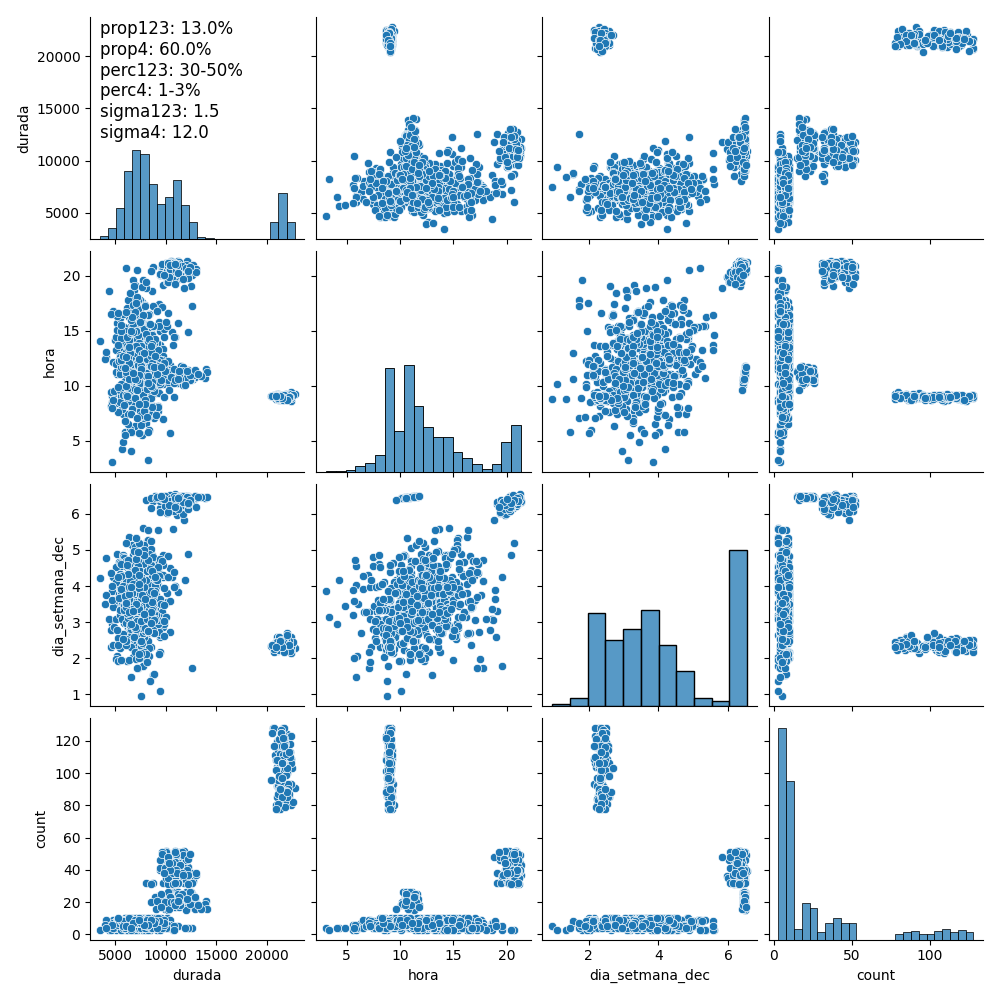 prop123: 13.0%
prop4: 60.0%
perc123: 30-50%
perc4: 1-3%
sigma123: 1.5
sigma4: 12.0
durada
20000
15000
10000
5000
hora
20
15
10
5
dia_setmana_dec
6
5
4
3
2
1
count
120
100
80
60
40
20
0
5000 10000 15000 20000
5 10 15 20
2 4 6
0 50 100
durada hora dia_setmana_dec count